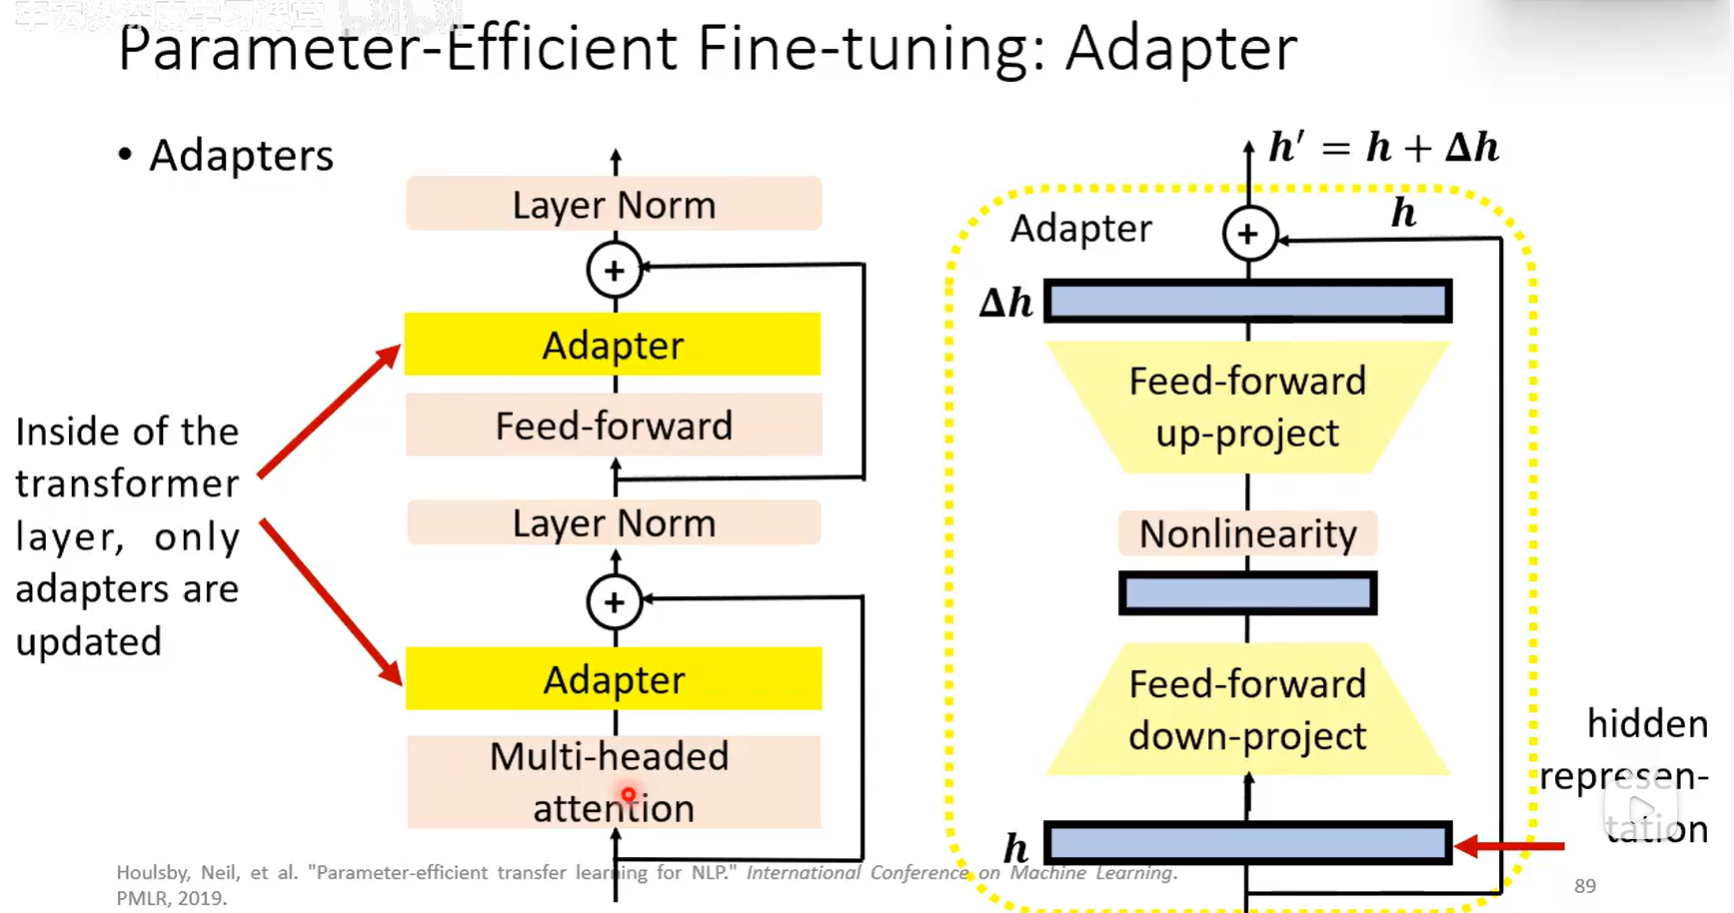 Parameter-Efficient Fine-tuning: Adapter
• Adapters
Layer Norm
+
Adapter
Feed-forward
Layer Norm
+
Adapter
Multi-headed
attention
Inside of the
transformer
layer, only
adapters are
updated
h′ = h + Δh
Adapter
+
h
Δh
Feed-forward
up-project
Nonlinearity
Feed-forward
down-project
h
hidden
represen-
tation
Houlsby, Neil, et al. "Parameter-efficient transfer learning for NLP." International Conference on Machine Learning.
PMLR, 2019.
89